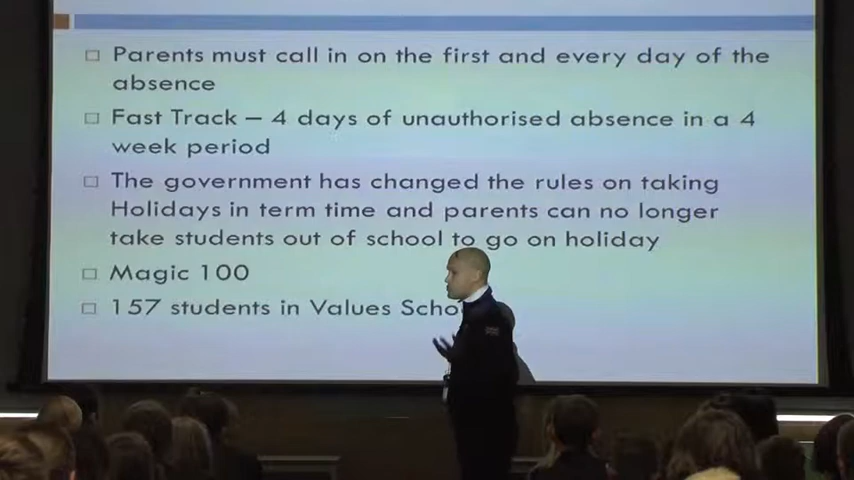 Parents must call in on the first and every day of the
absence
Fast Track – 4 days of unauthorised absence in a 4
week period
The government has changed the rules on taking
Holidays in term time and parents can no longer
take students out of school to go on holiday
Magic 100
157 students in Values